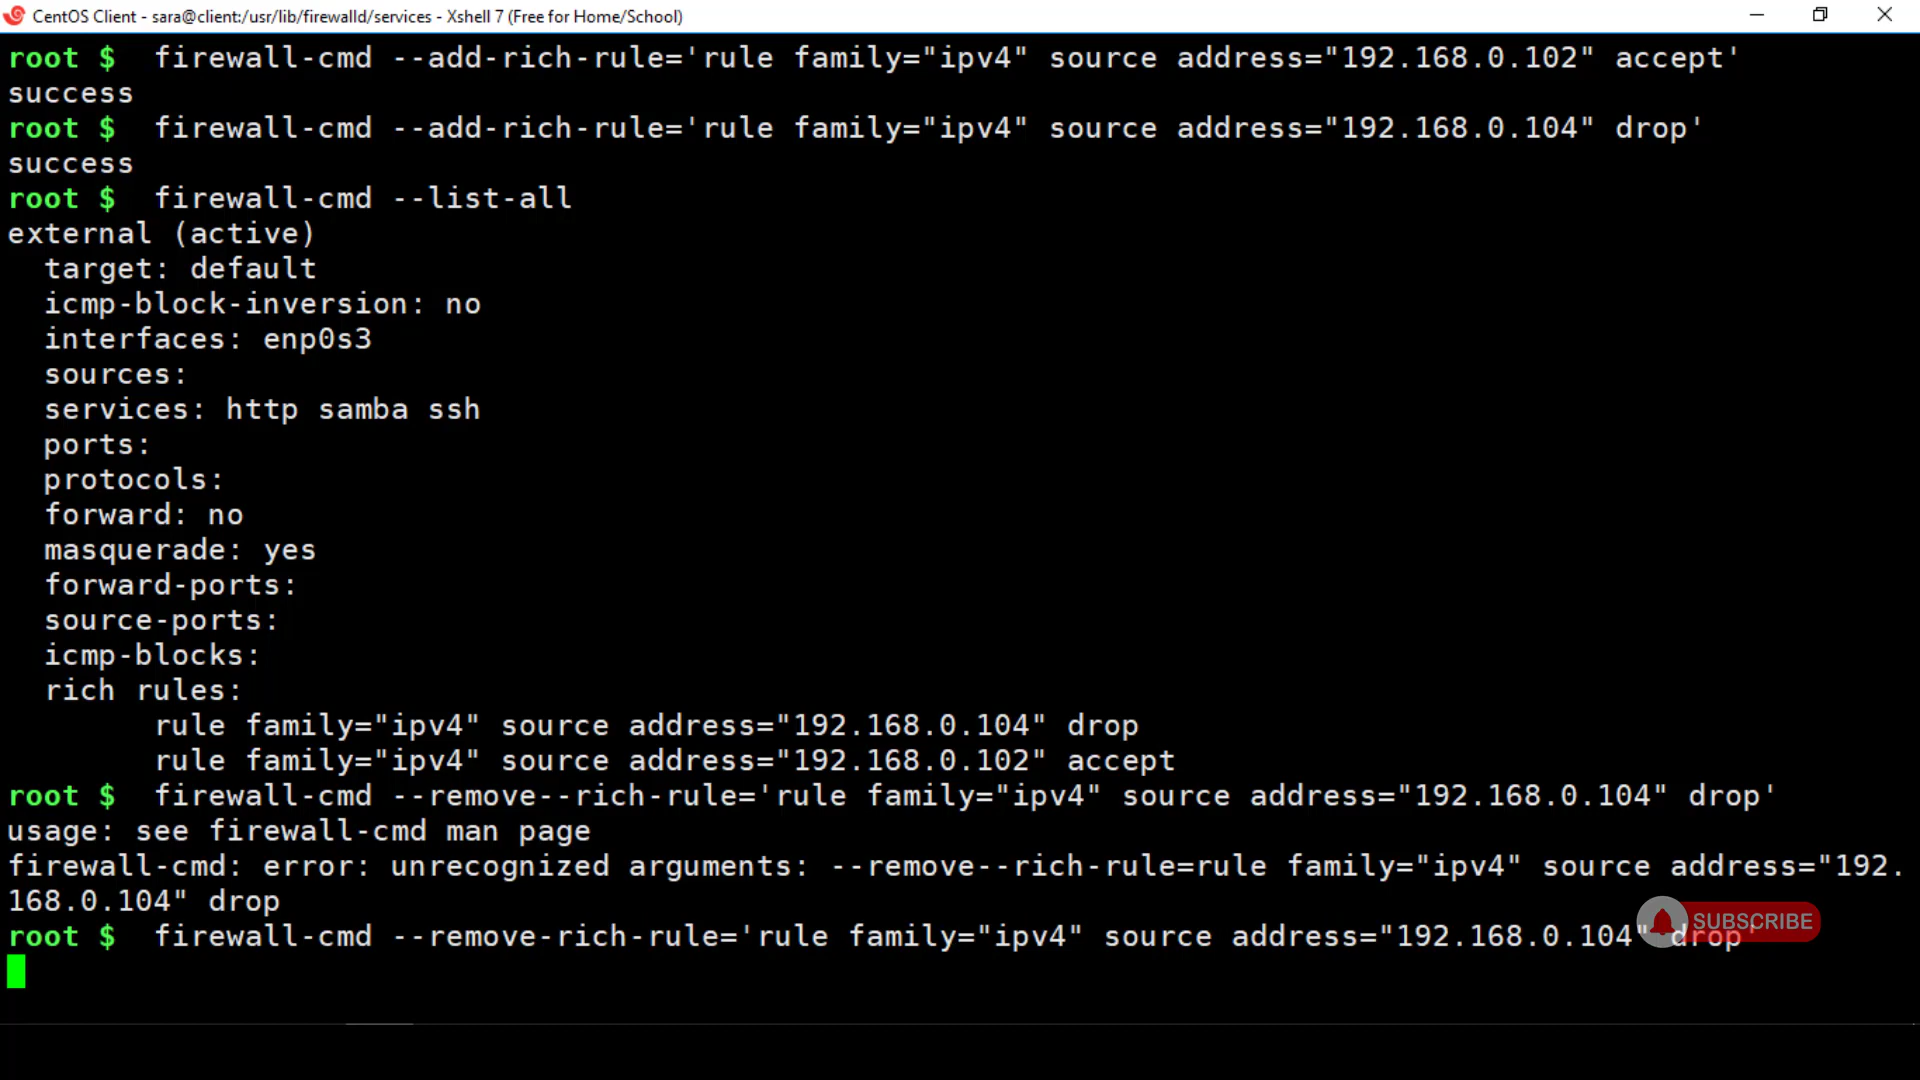 CentOS Client - sara@client:/usr/lib/firewalld/services - Xshell 7 (Free for Home/School)
root $  firewall-cmd --add-rich-rule='rule family="ipv4" source address="192.168.0.102" accept'
success
root $  firewall-cmd --add-rich-rule='rule family="ipv4" source address="192.168.0.104" drop'
success
root $  firewall-cmd --list-all
external (active)
  target: default
  icmp-block-inversion: no
  interfaces: enp0s3
  sources:
  services: http samba ssh
  ports:
  protocols:
  forward: no
  masquerade: yes
  forward-ports:
  source-ports:
  icmp-blocks:
  rich rules:
        rule family="ipv4" source address="192.168.0.104" drop
        rule family="ipv4" source address="192.168.0.102" accept
root $  firewall-cmd --remove--rich-rule='rule family="ipv4" source address="192.168.0.104" drop'
usage: see firewall-cmd man page
firewall-cmd: error: unrecognized arguments: --remove--rich-rule=rule family="ipv4" source address="192.
168.0.104" drop
root $  firewall-cmd --remove-rich-rule='rule family="ipv4" source address="192.168.0.104" drop'
SUBSCRIBE